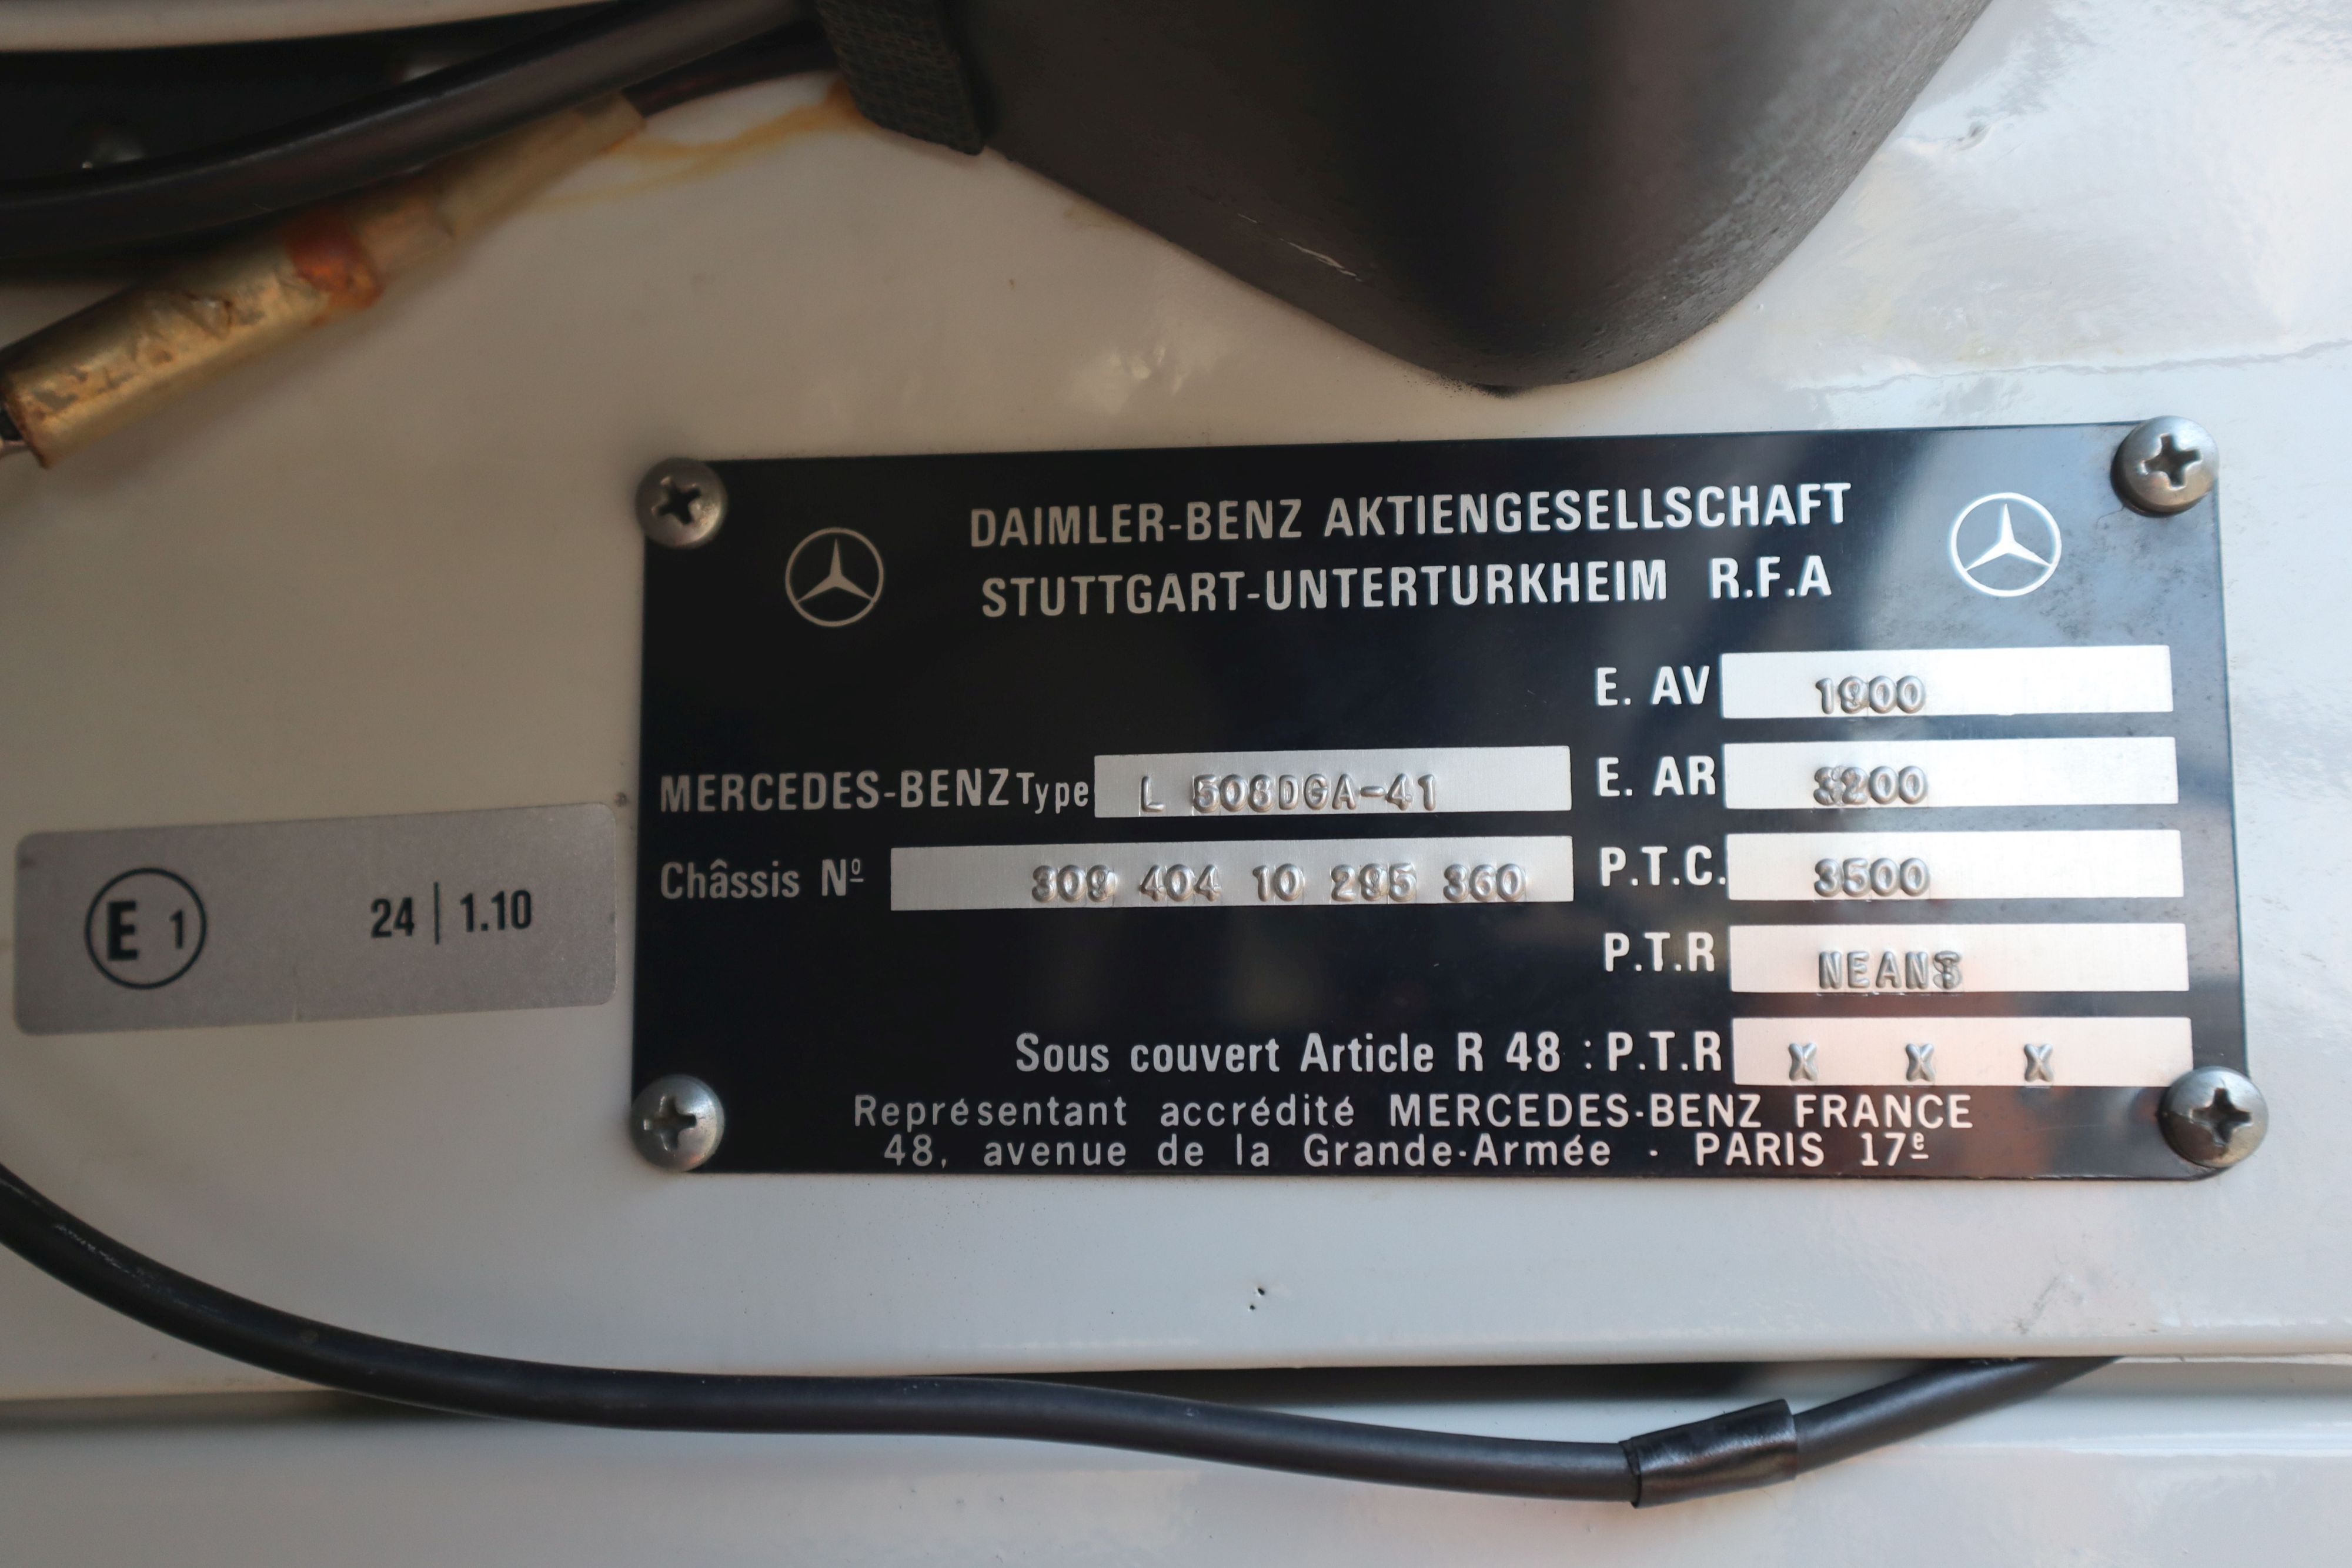 DAIMLER-BENZ AKTIENGESELLSCHAFT
STUTTGART-UNTERTURKHEIM R.F.A
E. AV 1900
MERCEDES-BENZ Type L 508DGA-41
E. AR 3200
Châssis Nº 309 404 10 295 360
P.T.C. 3500
P.T.R NEANT
Sous couvert Article R 48 : P.T.R X X X
Représentant accrédité MERCEDES-BENZ FRANCE
48, avenue de la Grande-Armée - PARIS 17e
E 1 24 | 1.10